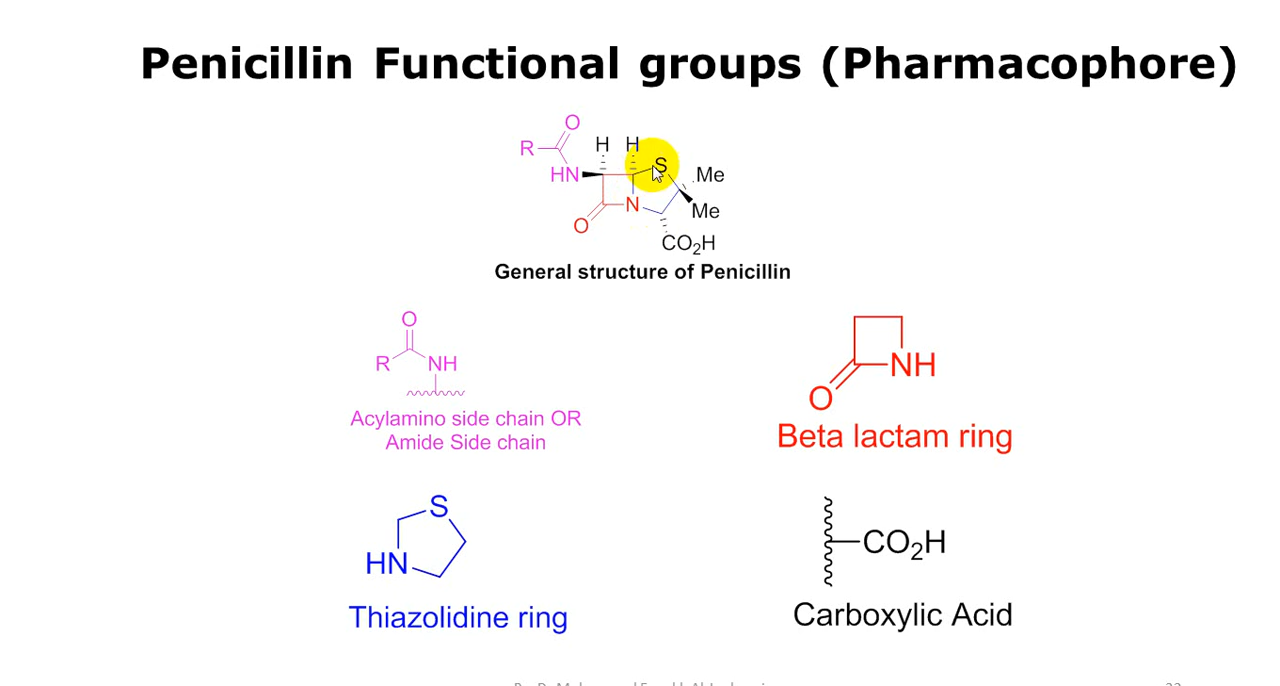 Penicillin Functional groups (Pharmacophore)
O
R
H H
S
HN
Me
N
Me
O
CO₂H
General structure of Penicillin
O
R
NH
Acylamino side chain OR
Amide Side chain
NH
O
Beta lactam ring
S
HN
Thiazolidine ring
CO₂H
Carboxylic Acid